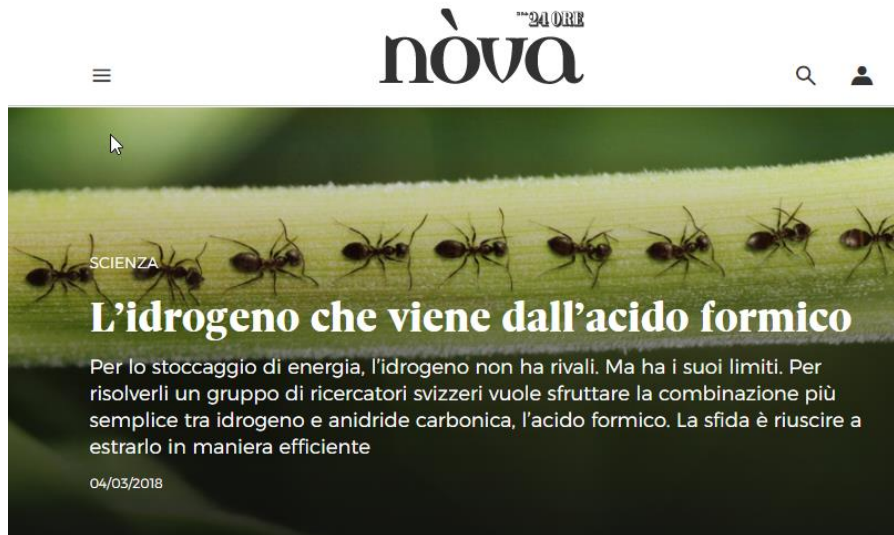 24 ORE
nòva
SCIENZA
L’idrogeno che viene dall’acido formico
Per lo stoccaggio di energia, l’idrogeno non ha rivali. Ma ha i suoi limiti. Per
risolverli un gruppo di ricercatori svizzeri vuole sfruttare la combinazione più
semplice tra idrogeno e anidride carbonica, l’acido formico. La sfida è riuscire a
estrarlo in maniera efficiente
04/03/2018